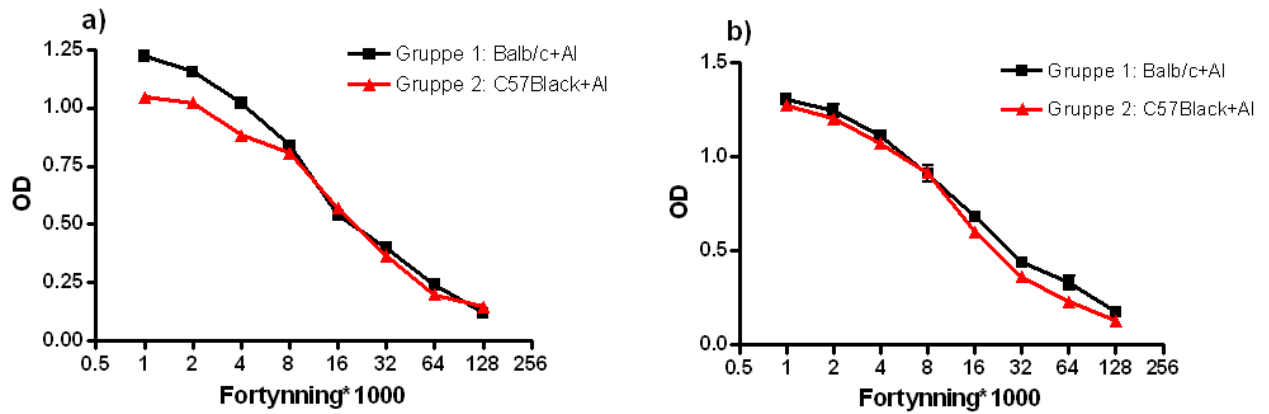 a)
Gruppe 1: Balb/c+Al
Gruppe 2: C57Black+Al
1.25
1.00
0.75
0.50
0.25
0.00
OD
0.5 1 2 4 8 16 32 64 128 256
Fortynning*1000
b)
Gruppe 1: Balb/c+Al
Gruppe 2: C57Black+Al
1.5
1.0
0.5
0.0
OD
0.5 1 2 4 8 16 32 64 128 256
Fortynning*1000